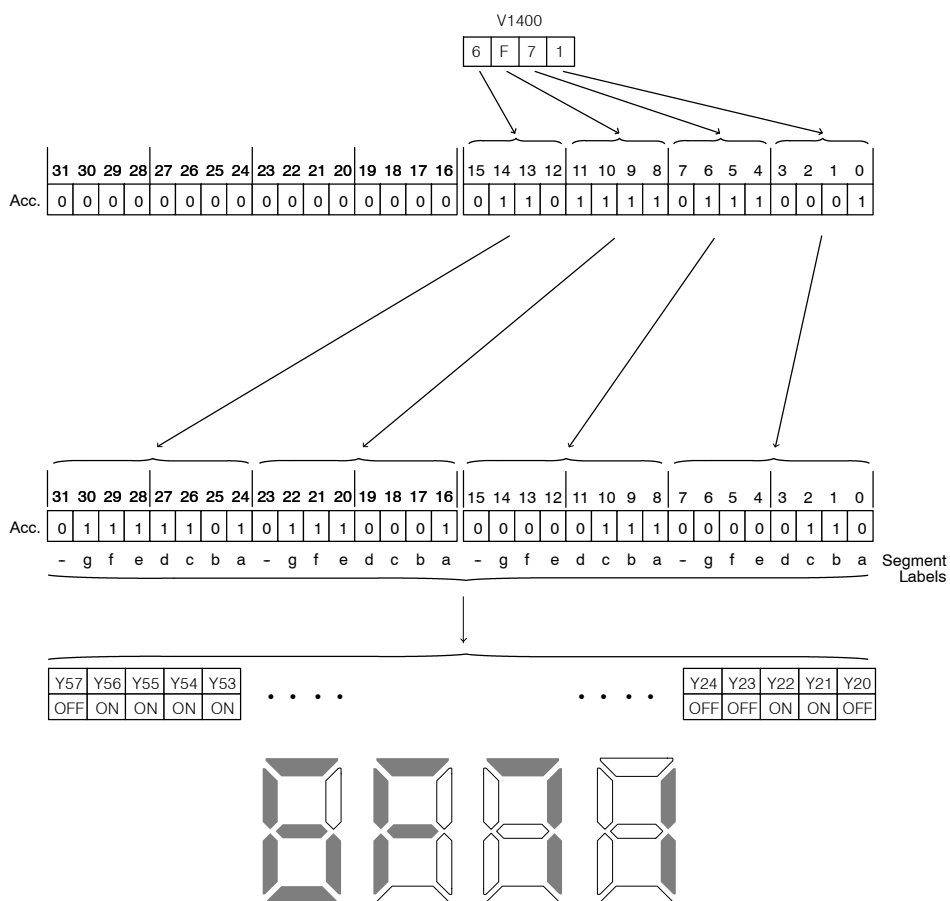 V1400
6 F 7 1
31 30 29 28 27 26 25 24 23 22 21 20 19 18 17 16 15 14 13 12 11 10 9 8 7 6 5 4 3 2 1 0
Acc. 0 0 0 0 0 0 0 0 0 0 0 0 0 0 0 0 0 1 1 0 1 1 1 1 0 1 1 1 0 0 0 1
31 30 29 28 27 26 25 24 23 22 21 20 19 18 17 16 15 14 13 12 11 10 9 8 7 6 5 4 3 2 1 0
Acc. 0 1 1 1 1 1 0 1 0 1 1 1 0 0 0 1 0 0 0 0 0 1 1 1 0 0 0 0 0 1 1 0
- g f e d c b a - g f e d c b a - g f e d c b a - g f e d c b a Segment
Labels
Y57 Y56 Y55 Y54 Y53 . . . . . . . . Y24 Y23 Y22 Y21 Y20
OFF ON ON ON ON OFF OFF ON ON OFF